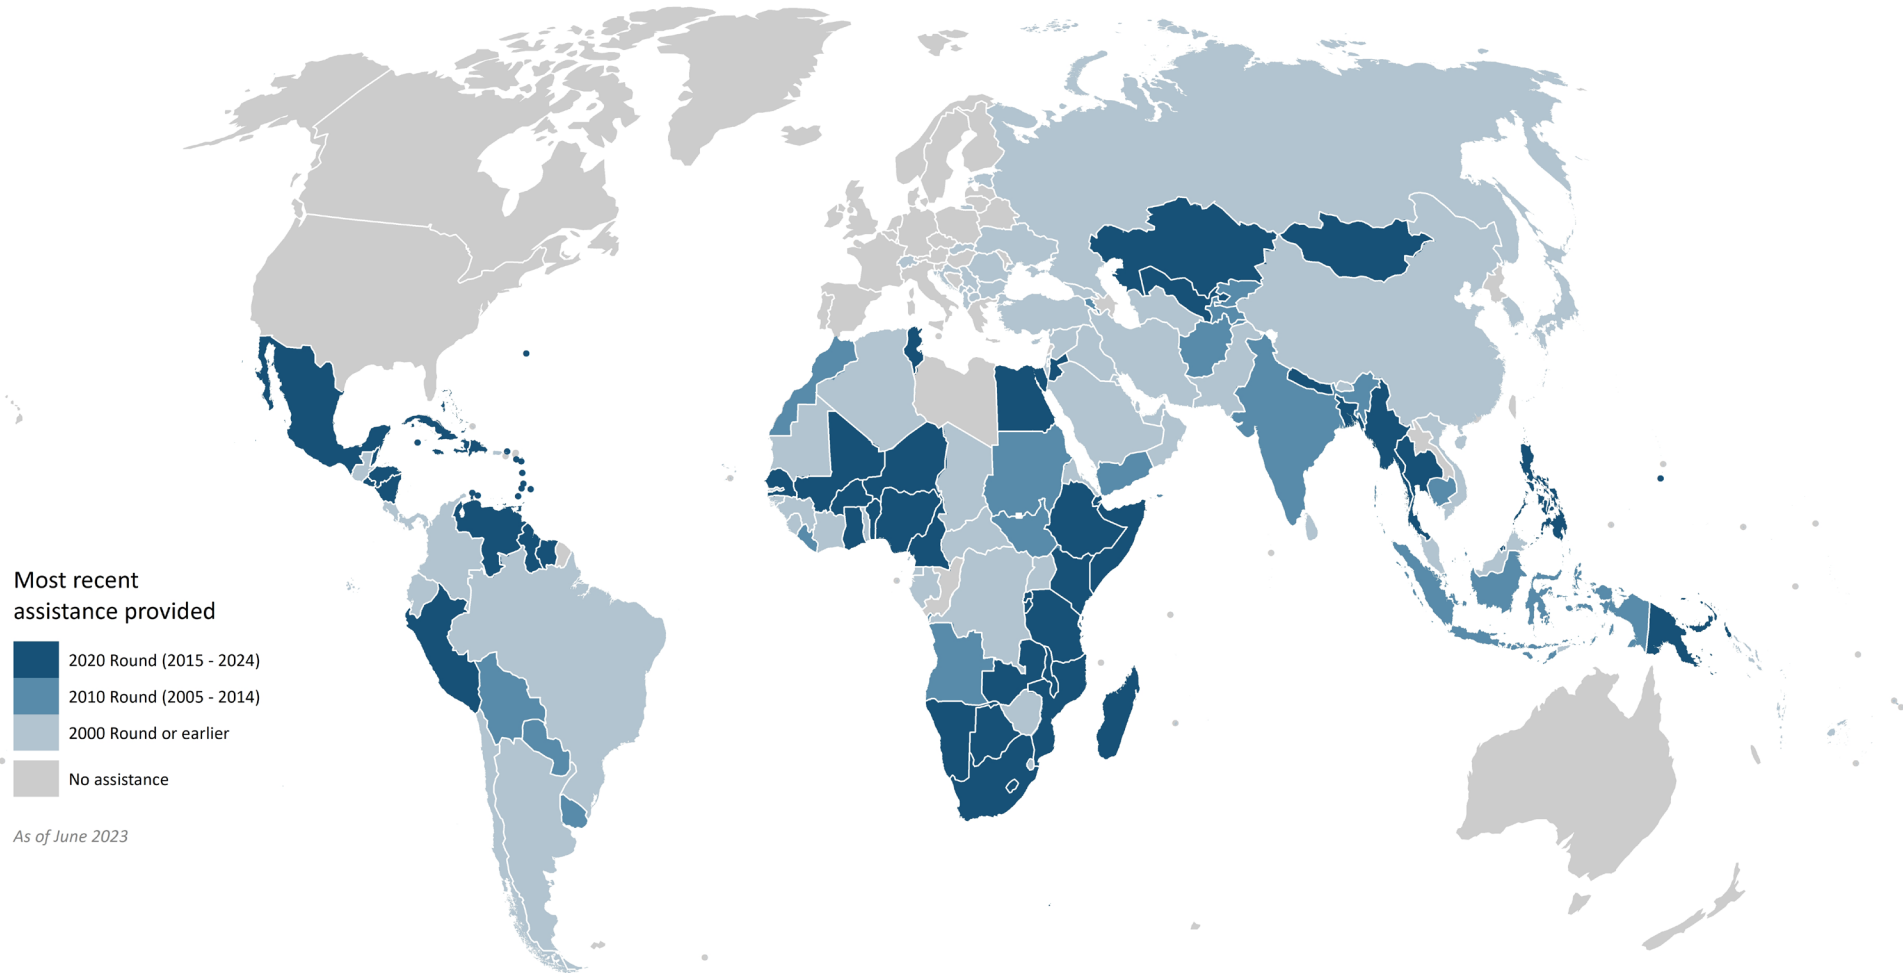 Most recent
assistance provided
2020 Round (2015 - 2024)
2010 Round (2005 - 2014)
2000 Round or earlier
No assistance
As of June 2023